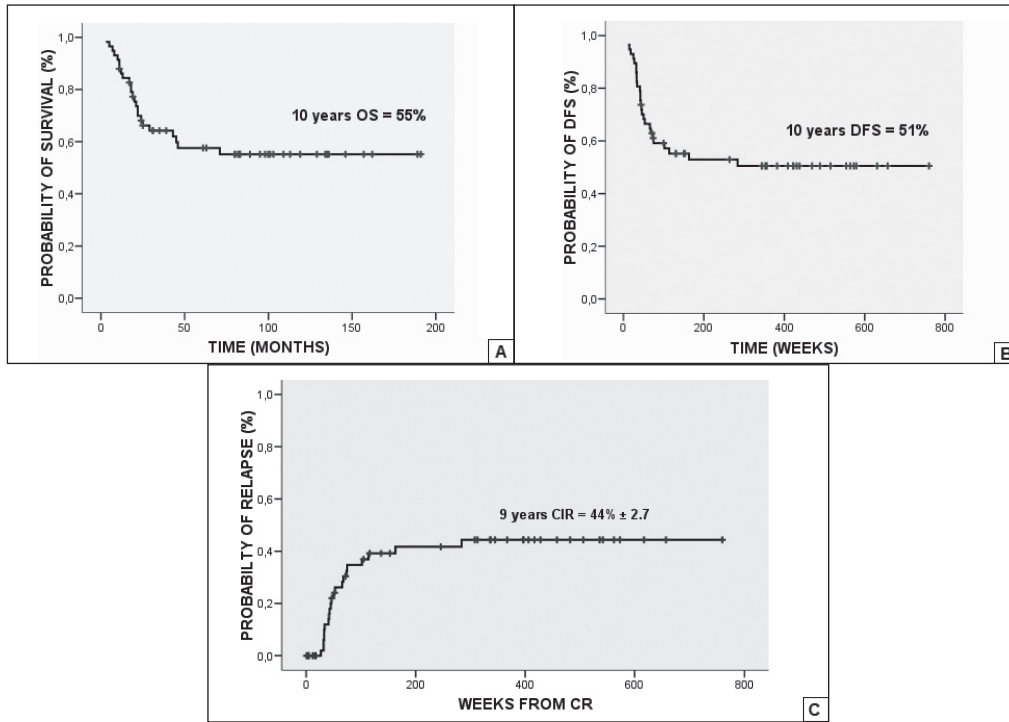 PROBABILITY OF SURVIVAL (%)
1,0
0,8
0,6
0,4
0,2
0,0
10 years OS = 55%
0 50 100 150 200
TIME (MONTHS)
A
PROBABILITY OF DFS (%)
1,0
0,8
0,6
0,4
0,2
0,0
10 years DFS = 51%
0 200 400 600 800
TIME (WEEKS)
B
PROBABILTY OF RELAPSE (%)
1,0
0,8
0,6
0,4
0,2
0,0
9 years CIR = 44% ± 2.7
0 200 400 600 800
WEEKS FROM CR
C